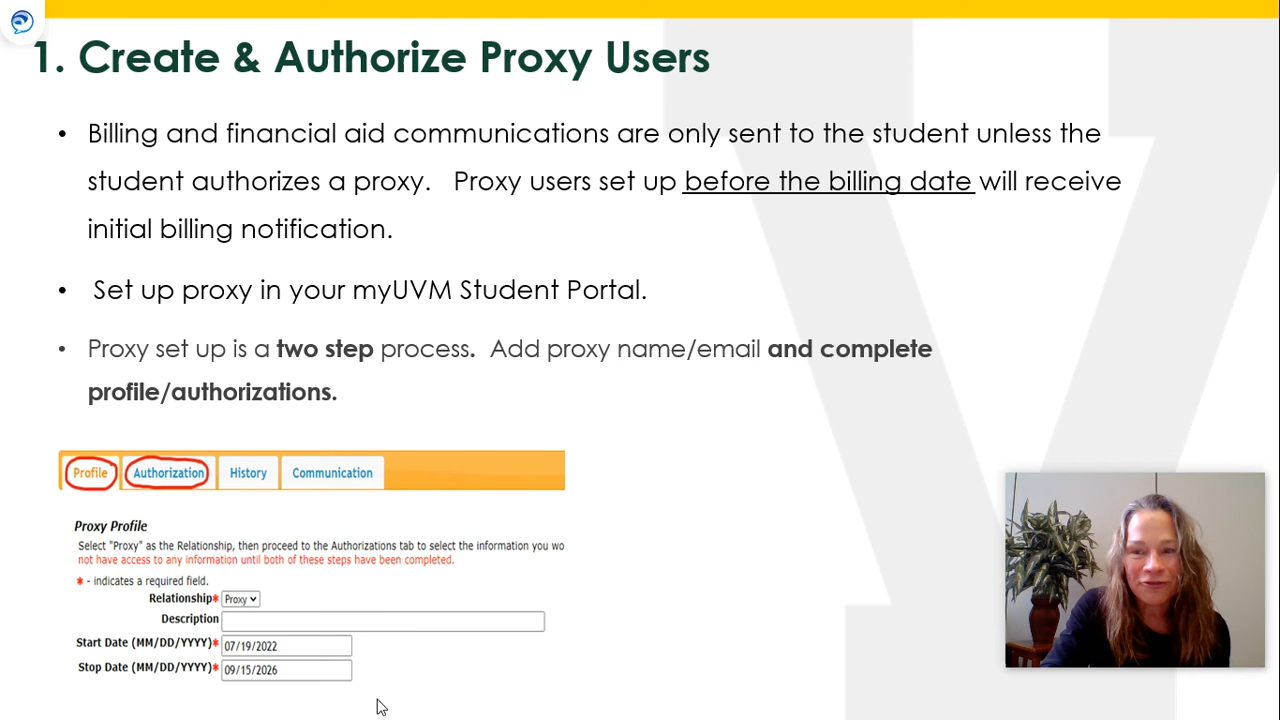 1. Create & Authorize Proxy Users
• Billing and financial aid communications are only sent to the student unless the
student authorizes a proxy. Proxy users set up before the billing date will receive
initial billing notification.
• Set up proxy in your myUVM Student Portal.
• Proxy set up is a two step process. Add proxy name/email and complete
profile/authorizations.
Profile Authorization History Communication
Proxy Profile
Select "Proxy" as the Relationship, then proceed to the Authorizations tab to select the information you wo
not have access to any information until both of these steps have been completed.
* - indicates a required field.
Relationship* Proxy
Description
Start Date (MM/DD/YYYY)* 07/19/2022
Stop Date (MM/DD/YYYY)* 09/15/2026